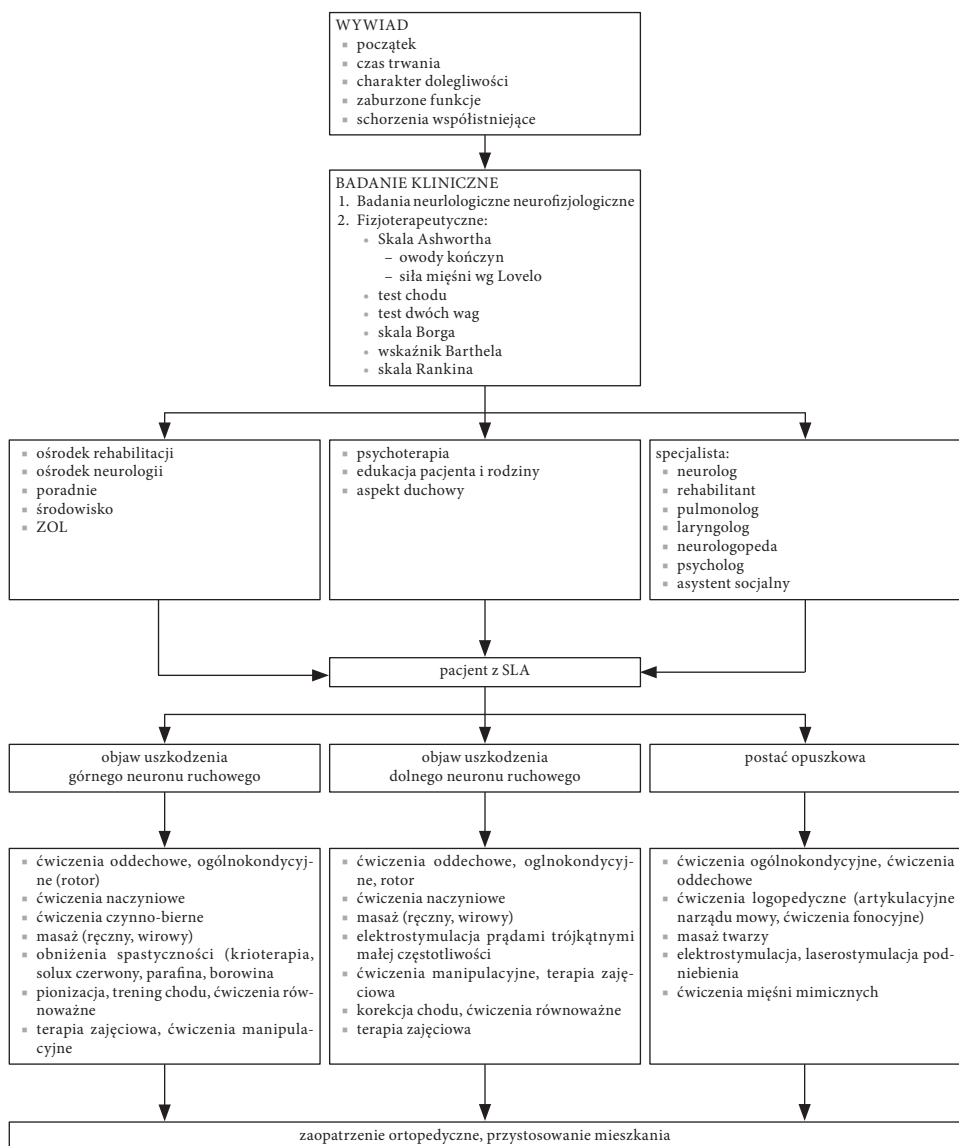 WYWIAD
■ początek
■ czas trwania
■ charakter dolegliwości
■ zaburzone funkcje
■ schorzenia współistniejące
BADANIE KLINICZNE
1. Badania neurlologiczne neurofizjologiczne
2. Fizjoterapeutyczne:
• Skala Ashwortha
– owody kończyn
– siła mięśni wg Lovelo
• test chodu
• test dwóch wag
• skala Borga
• wskaźnik Barthela
• skala Rankina
■ ośrodek rehabilitacji
■ ośrodek neurologii
■ poradnie
■ środowisko
■ ZOL
■ psychoterapia
■ edukacja pacjenta i rodziny
■ aspekt duchowy
specjalista:
■ neurolog
■ rehabilitant
■ pulmonolog
■ laryngolog
■ neurologopeda
■ psycholog
■ asystent socjalny
pacjent z SLA
objaw uszkodzenia
górnego neuronu ruchowego
objaw uszkodzenia
dolnego neuronu ruchowego
postać opuszkowa
■ ćwiczenia oddechowe, ogólnokondycyj-
ne (rotor)
■ ćwiczenia naczyniowe
■ ćwiczenia czynno-bierne
■ masaż (ręczny, wirowy)
■ obniżenia spastyczności (krioterapia,
solux czerwony, parafina, borowina
■ pionizacja, trening chodu, ćwiczenia rów-
noważne
■ terapia zajęciowa, ćwiczenia manipula-
cyjne
■ ćwiczenia oddechowe, oglnokondycyj-
ne, rotor
■ ćwiczenia naczyniowe
■ masaż (ręczny, wirowy)
■ elektrostymulacja prądami trójkątnymi
małej częstotliwości
■ ćwiczenia manipulacyjne, terapia zaję-
ciowa
■ korekcja chodu, ćwiczenia równoważne
■ terapia zajęciowa
■ ćwiczenia ogólnokondycyjne, ćwiczenia
oddechowe
■ ćwiczenia logopedyczne (artykulacyjne
narządu mowy, ćwiczenia fonocyjne)
■ masaż twarzy
■ elektrostymulacja, laserostymulacja pod-
niebienia
■ ćwiczenia mięśni mimicznych
zaopatrzenie ortopedyczne, przystosowanie mieszkania